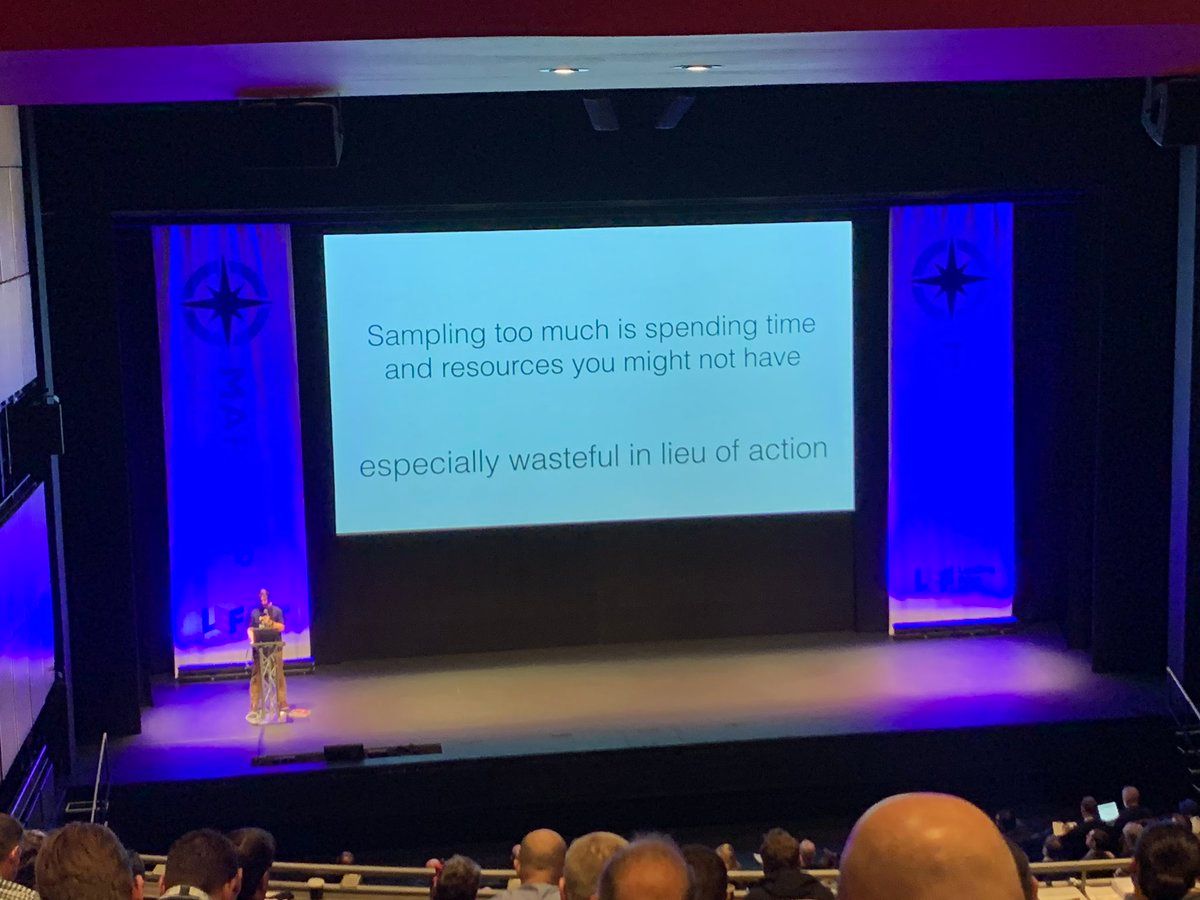 Sampling too much is spending time
and resources you might not have
especially wasteful in lieu of action